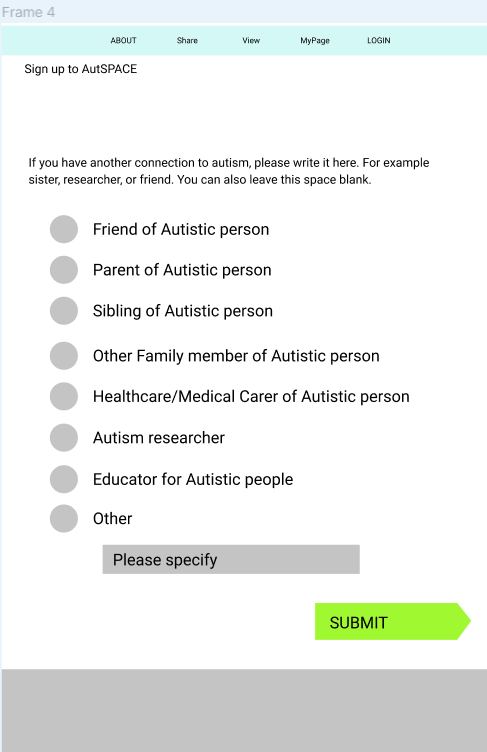 Frame 4
ABOUT Share View MyPage LOGIN
Sign up to AutSPACE
If you have another connection to autism, please write it here. For example
sister, researcher, or friend. You can also leave this space blank.
Friend of Autistic person
Parent of Autistic person
Sibling of Autistic person
Other Family member of Autistic person
Healthcare/Medical Carer of Autistic person
Autism researcher
Educator for Autistic people
Other
Please specify
SUBMIT